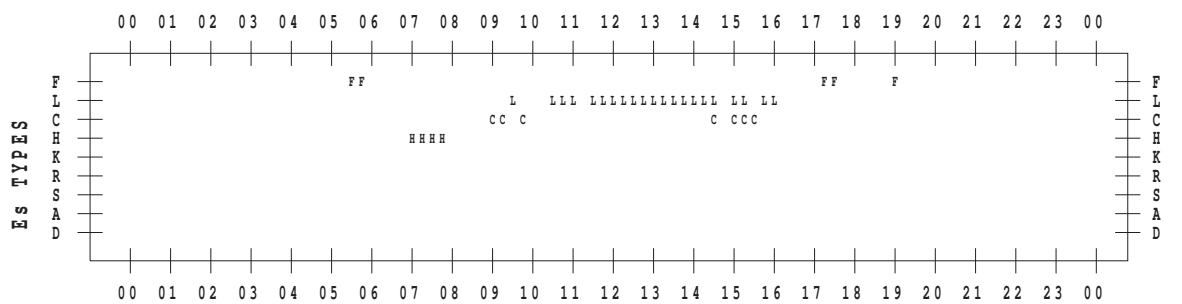 00 01 02 03 04 05 06 07 08 09 10 11 12 13 14 15 16 17 18 19 20 21 22 23 00
Es TYPES
F FF FF F F
L L LLL LLLLLLLLLLLLL LL LL L
C CC C C CCC C
H HHHH H
K K
R R
S S
A A
D D
00 01 02 03 04 05 06 07 08 09 10 11 12 13 14 15 16 17 18 19 20 21 22 23 00